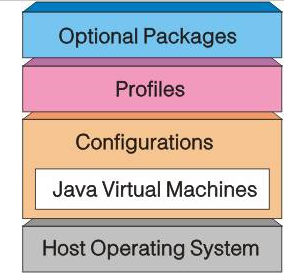 Optional Packages
Profiles
Configurations
Java Virtual Machines
Host Operating System